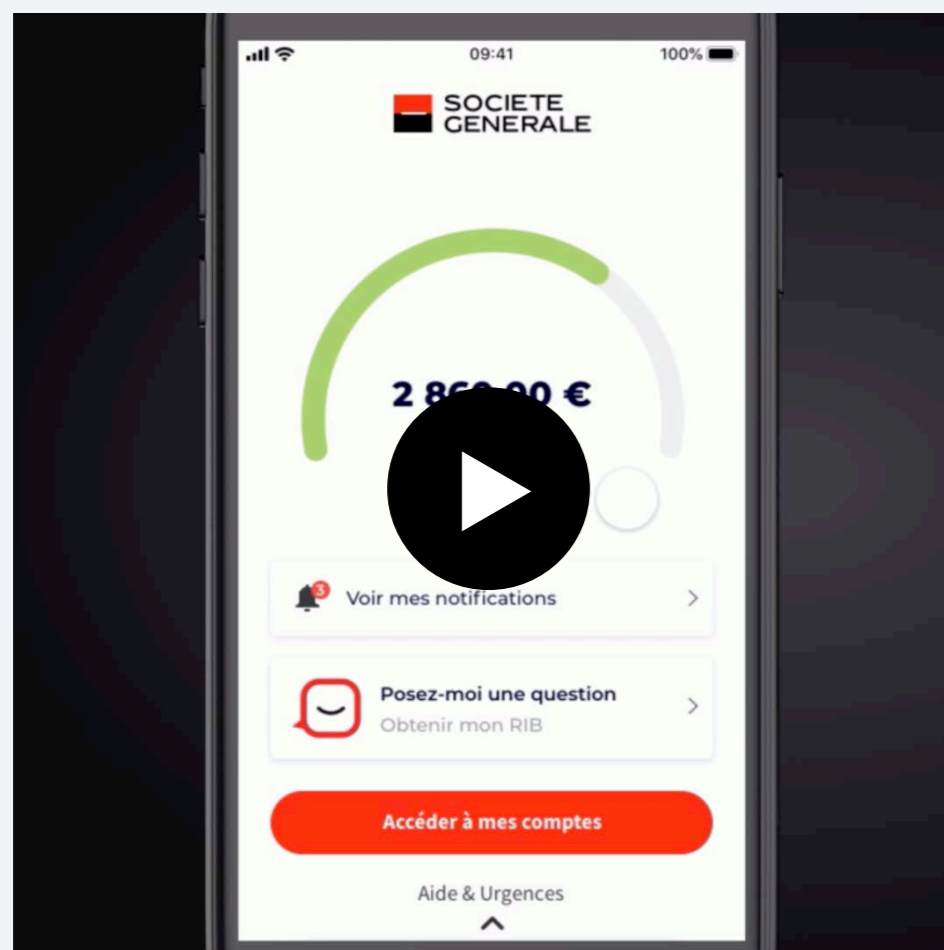 09:41
100%
SOCIETE
GENERALE
€
3
Voir mes notifications
Posez-moi une question
Obtenir mon RIB
Accéder à mes comptes
Aide & Urgences